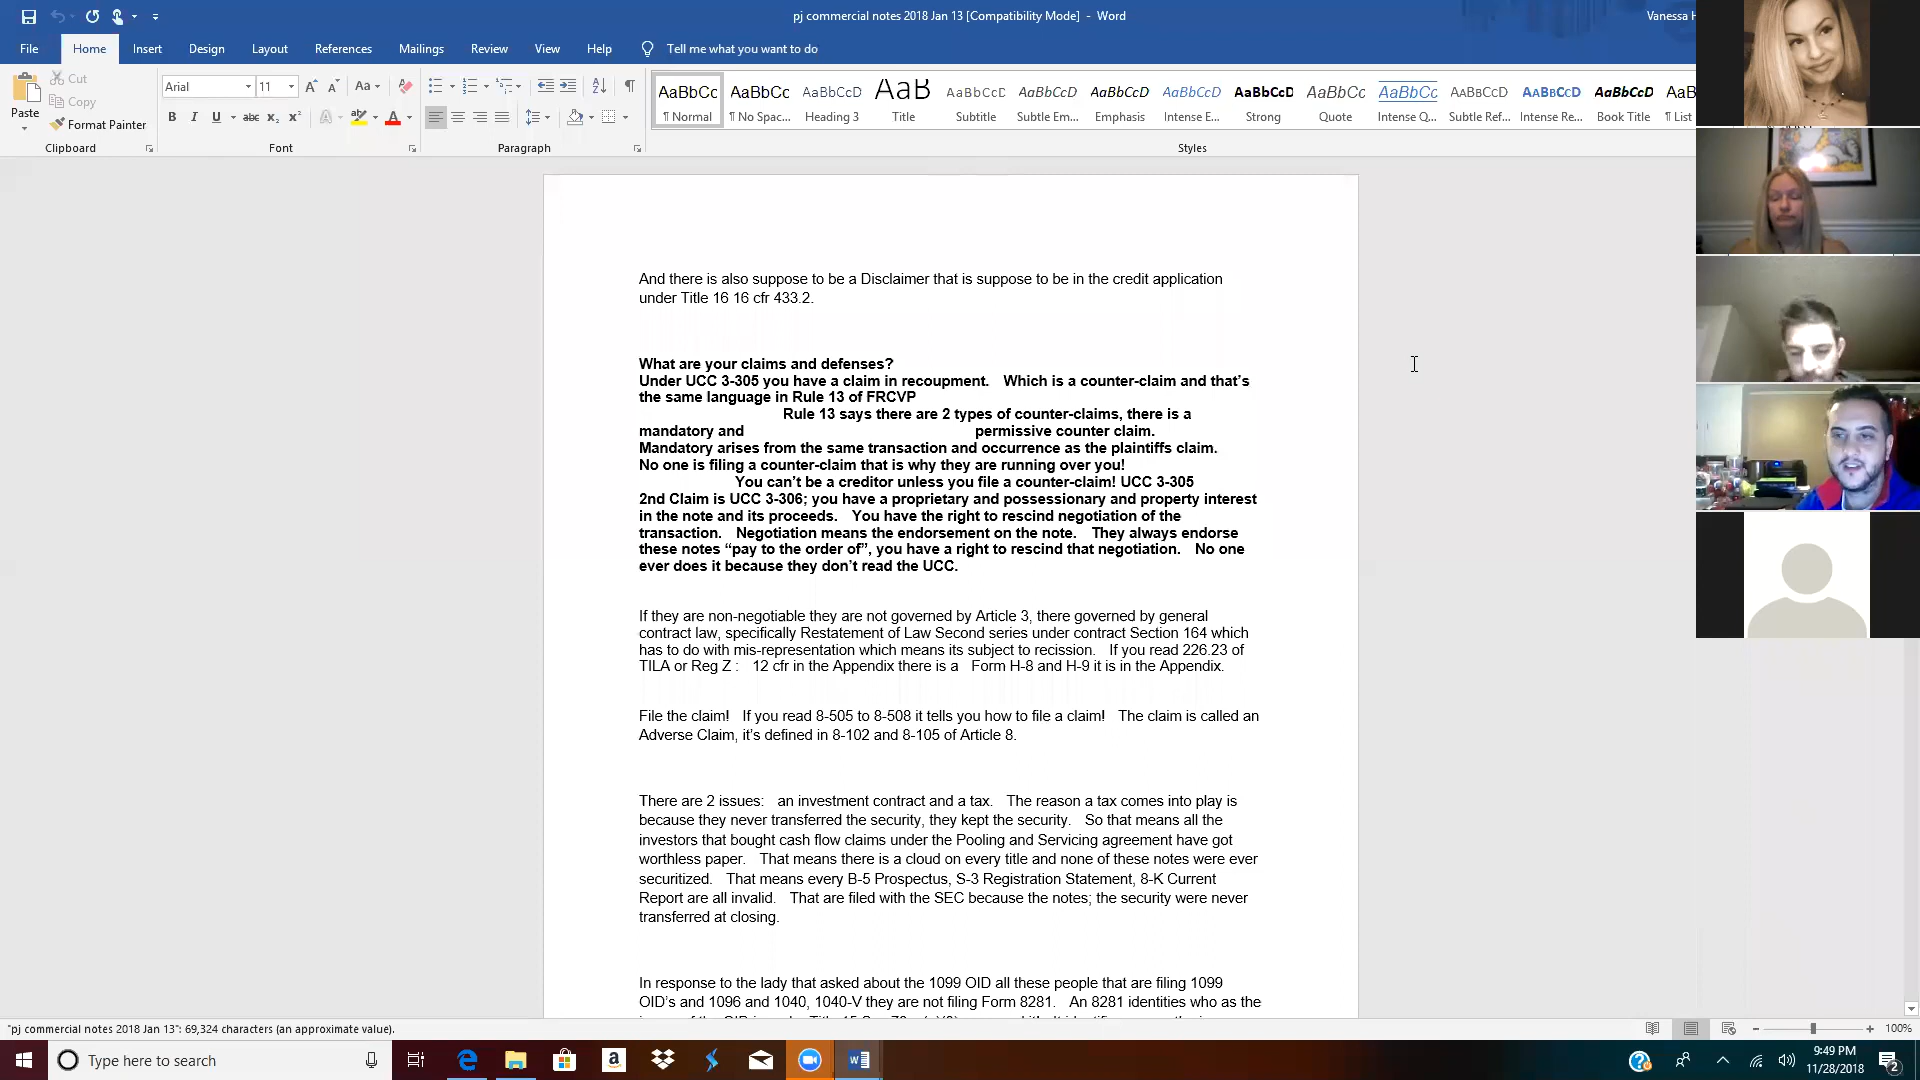 pj commercial notes 2018 Jan 13 [Compatibility Mode] - Word
Vanessa H
File Home Insert Design Layout References Mailings Review View Help Tell me what you want to do
Cut
Copy
Paste
Format Painter
Clipboard
Arial 11
Font
Paragraph
AaBbCc AaBbCc AaBbCcD AaB AaBbCcD AaBbCcD AaBbCcD AaBbCcD AaBbCcD AaBbCc AaBbCc AaBbCcD AaBbCcD AaBbCcD AaB
¶ Normal ¶ No Spac... Heading 3 Title Subtitle Subtle Em... Emphasis Intense E... Strong Quote Intense Q... Subtle Ref... Intense Re... Book Title ¶ List
Styles
And there is also suppose to be a Disclaimer that is suppose to be in the credit application
under Title 16 16 cfr 433.2.
What are your claims and defenses?
Under UCC 3-305 you have a claim in recoupment. Which is a counter-claim and that's
the same language in Rule 13 of FRCVP
Rule 13 says there are 2 types of counter-claims, there is a
mandatory and permissive counter claim.
Mandatory arises from the same transaction and occurrence as the plaintiffs claim.
No one is filing a counter-claim that is why they are running over you!
You can't be a creditor unless you file a counter-claim! UCC 3-305
2nd Claim is UCC 3-306; you have a proprietary and possessionary and property interest
in the note and its proceeds. You have the right to rescind negotiation of the
transaction. Negotiation means the endorsement on the note. They always endorse
these notes “pay to the order of”, you have a right to rescind that negotiation. No one
ever does it because they don't read the UCC.
If they are non-negotiable they are not governed by Article 3, there governed by general
contract law, specifically Restatement of Law Second series under contract Section 164 which
has to do with mis-representation which means its subject to recission. If you read 226.23 of
TILA or Reg Z : 12 cfr in the Appendix there is a Form H-8 and H-9 it is in the Appendix.
File the claim! If you read 8-505 to 8-508 it tells you how to file a claim! The claim is called an
Adverse Claim, it's defined in 8-102 and 8-105 of Article 8.
There are 2 issues: an investment contract and a tax. The reason a tax comes into play is
because they never transferred the security, they kept the security. So that means all the
investors that bought cash flow claims under the Pooling and Servicing agreement have got
worthless paper. That means there is a cloud on every title and none of these notes were ever
securitized. That means every B-5 Prospectus, S-3 Registration Statement, 8-K Current
Report are all invalid. That are filed with the SEC because the notes; the security were never
transferred at closing.
In response to the lady that asked about the 1099 OID all these people that are filing 1099
OID's and 1096 and 1040, 1040-V they are not filing Form 8281. An 8281 identities who as the
"pj commercial notes 2018 Jan 13": 69,324 characters (an approximate value).
100%
Type here to search
9:49 PM
11/28/2018
2